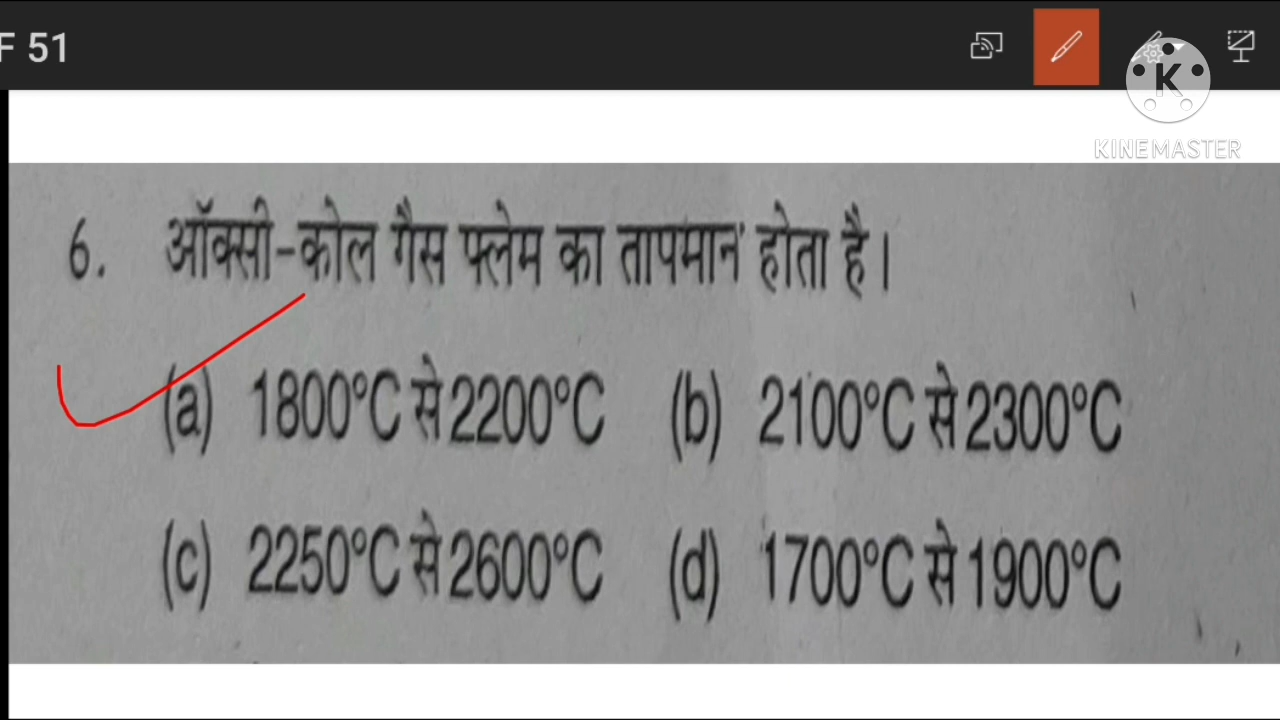 F 51
K
KINEMASTER
6. ऑक्सी-कोल गैस फ्लेम का तापमान होता है।
(a) 1800°C से 2200°C (b) 2100°C से 2300°C
(c) 2250°C से 2600°C (d) 1700°C से 1900°C